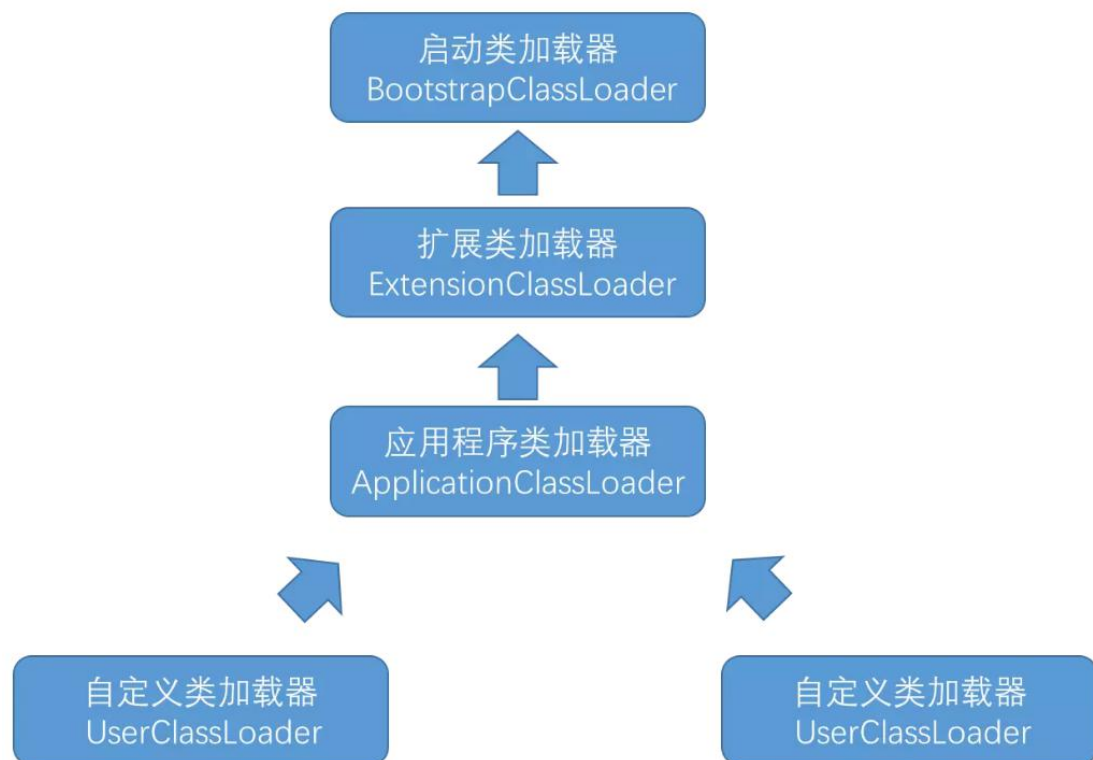 启动类加载器
BootstrapClassLoader
扩展类加载器
ExtensionClassLoader
应用程序类加载器
ApplicationClassLoader
自定义类加载器
UserClassLoader
自定义类加载器
UserClassLoader